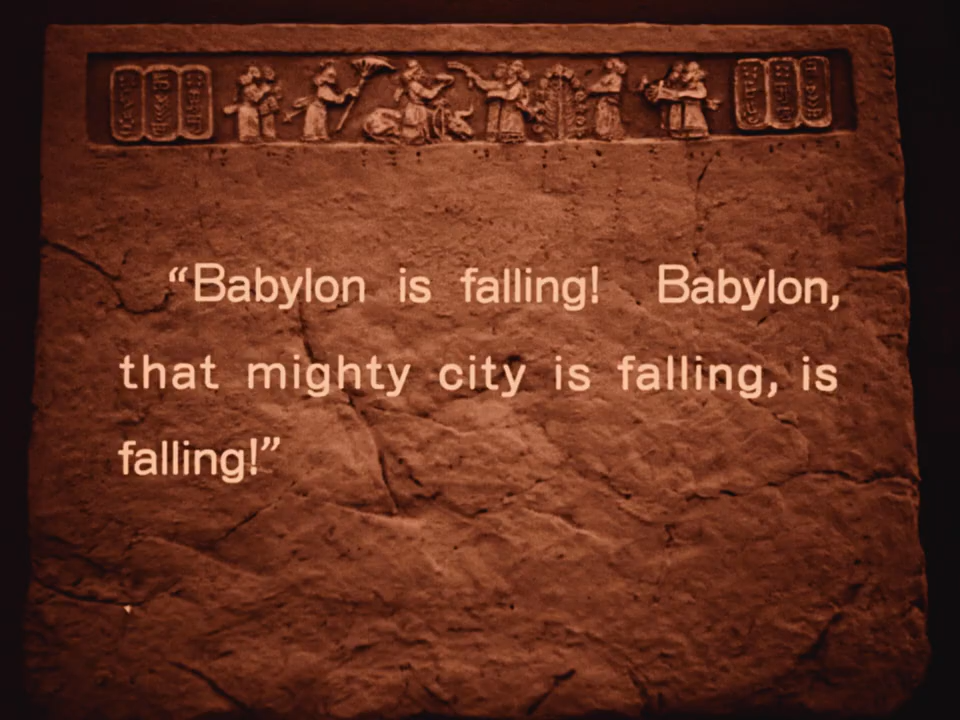 “Babylon is falling! Babylon,
that mighty city is falling, is
falling!”